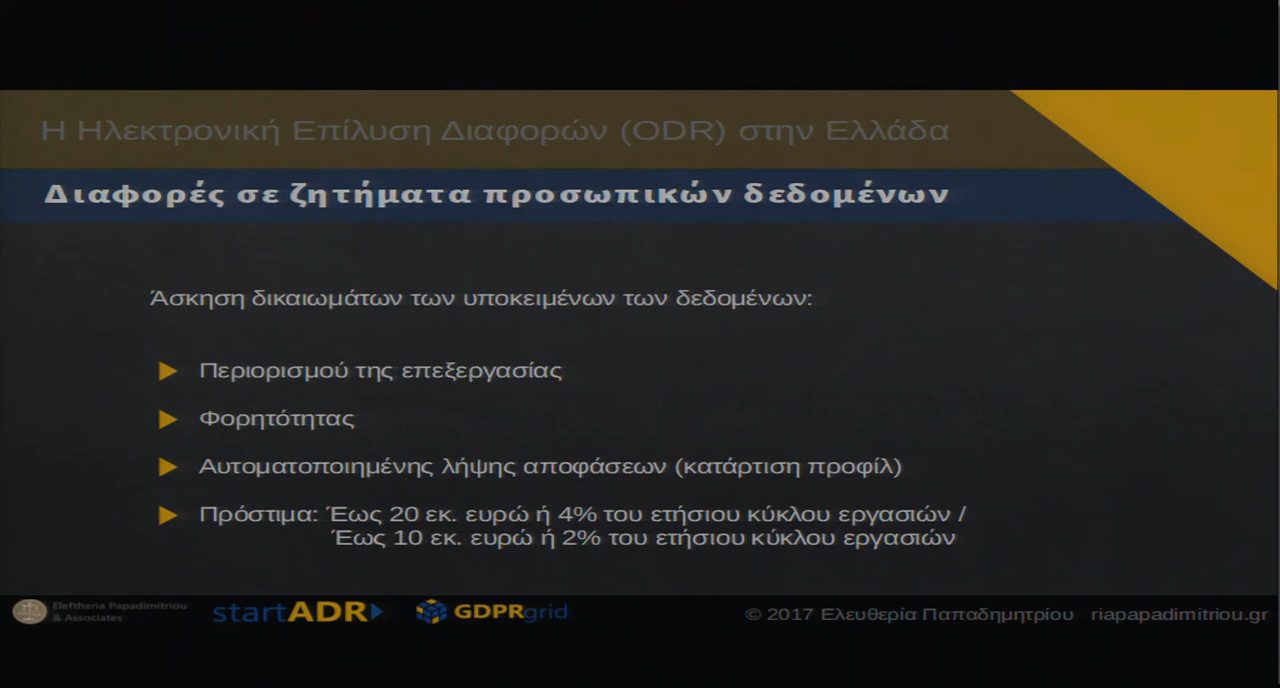 Η Ηλεκτρονική Επίλυση Διαφορών (ODR) στην Ελλάδα
Διαφορές σε ζητήματα προσωπικών δεδομένων
Άσκηση δικαιωμάτων των υποκειμένων των δεδομένων:
Περιορισμού της επεξεργασίας
Φορητότητας
Αυτοματοποιημένης λήψης αποφάσεων (κατάρτιση προφίλ)
Πρόστιμα: Έως 20 εκ. ευρώ ή 4% του ετήσιου κύκλου εργασιών /
Έως 10 εκ. ευρώ ή 2% του ετήσιου κύκλου εργασιών
Eleftheria Papadimitriou
& Associates
startADR
GDPRgrid
© 2017 Ελευθερία Παπαδημητρίου riapapadimitriou.gr